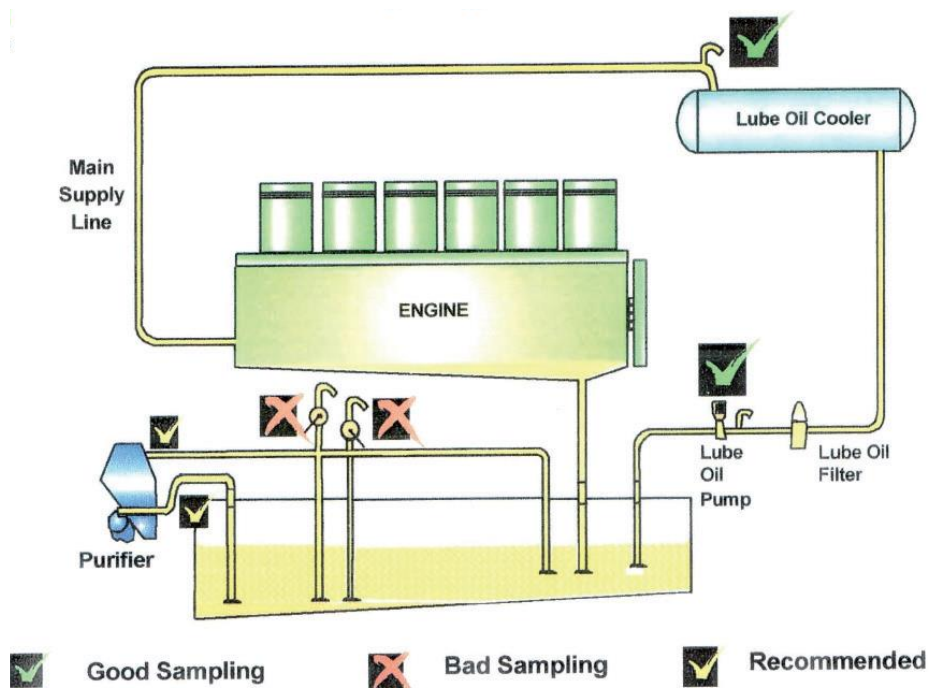 Lube Oil Cooler
Main
Supply
Line
ENGINE
Lube
Oil
Pump
Lube Oil
Filter
Purifier
Good Sampling
Bad Sampling
Recommended